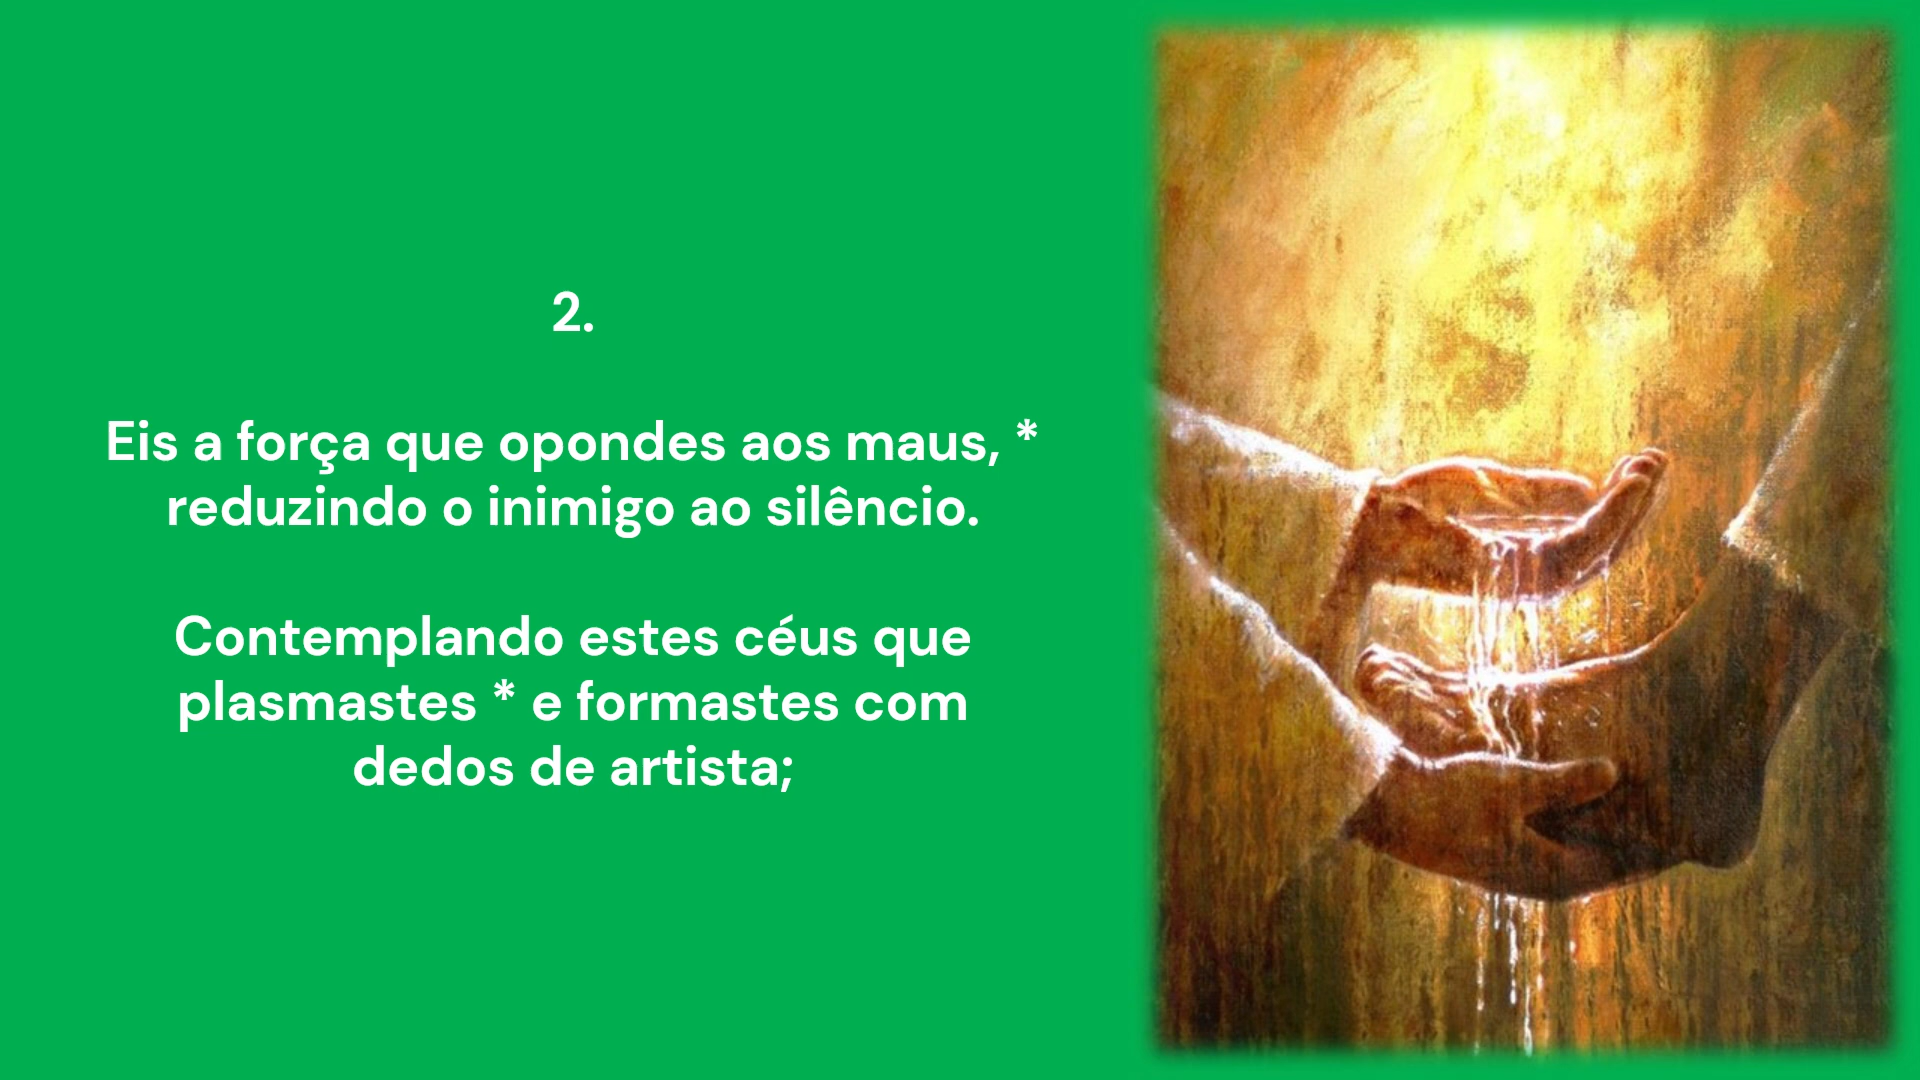 2.
Eis a força que opondes aos maus, *
reduzindo o inimigo ao silêncio.
Contemplando estes céus que
plasmastes * e formastes com
dedos de artista;